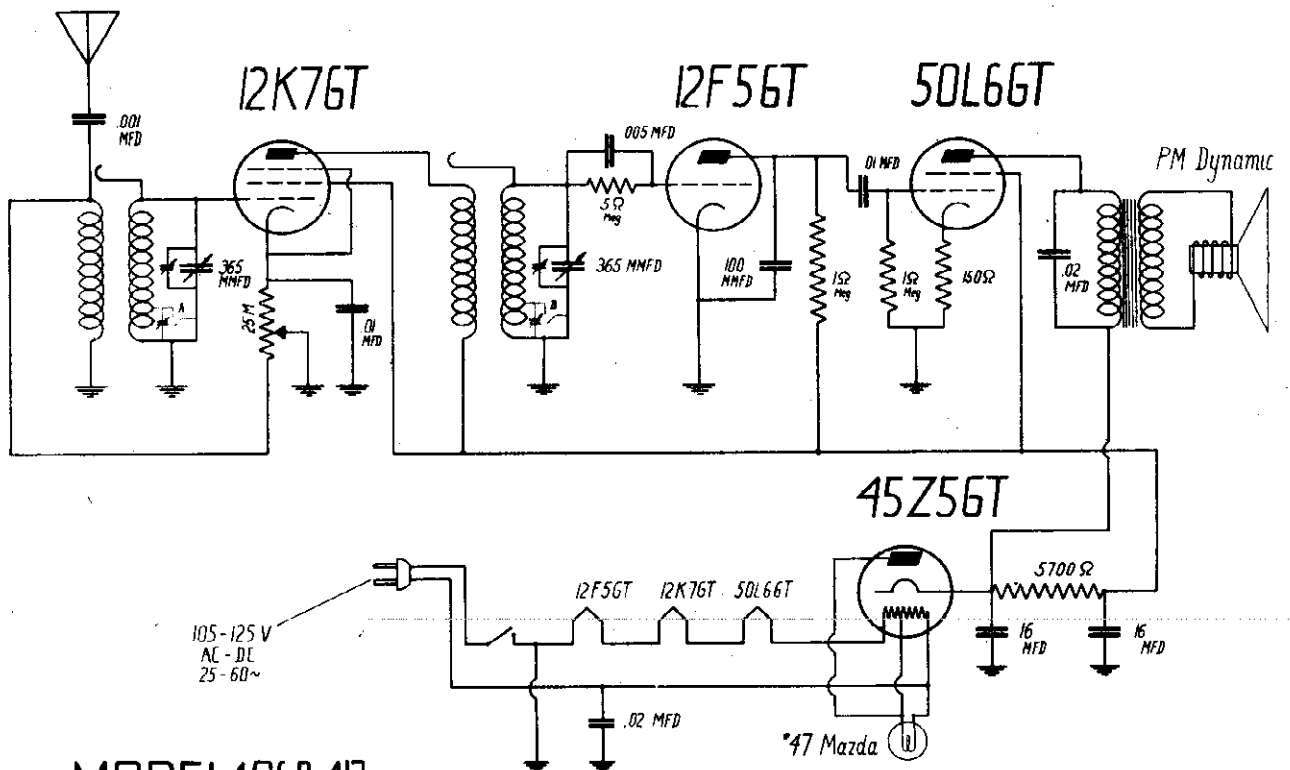 12K7GT
12F5GT
50L6GT
PM Dynamic
.001
MFD
365
MMFD
A
25 M
.01
MFD
.005 MFD
5Ω
Meg
365 MMFD
B
100
MMFD
1Ω
Meg
.01 MFD
1Ω
Meg
150Ω
.02
MFD
45Z5GT
5700 Ω
16
MFD
16
MFD
12F5GT
12K7GT
50L6GT
105-125 V
AC-DC
25-60~
.02 MFD
#47 Mazda